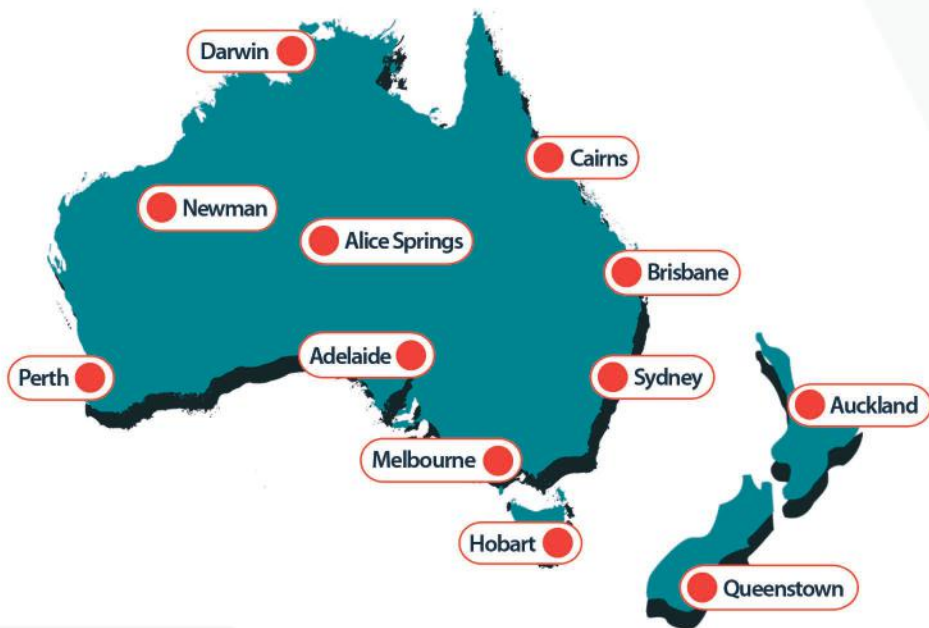 Darwin
Cairns
Newman
Alice Springs
Brisbane
Adelaide
Perth
Sydney
Auckland
Melbourne
Hobart
Queenstown